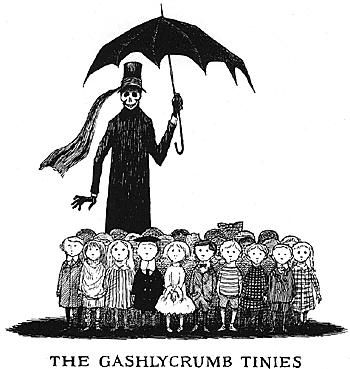 THE GASHLYCRUMB TINIES